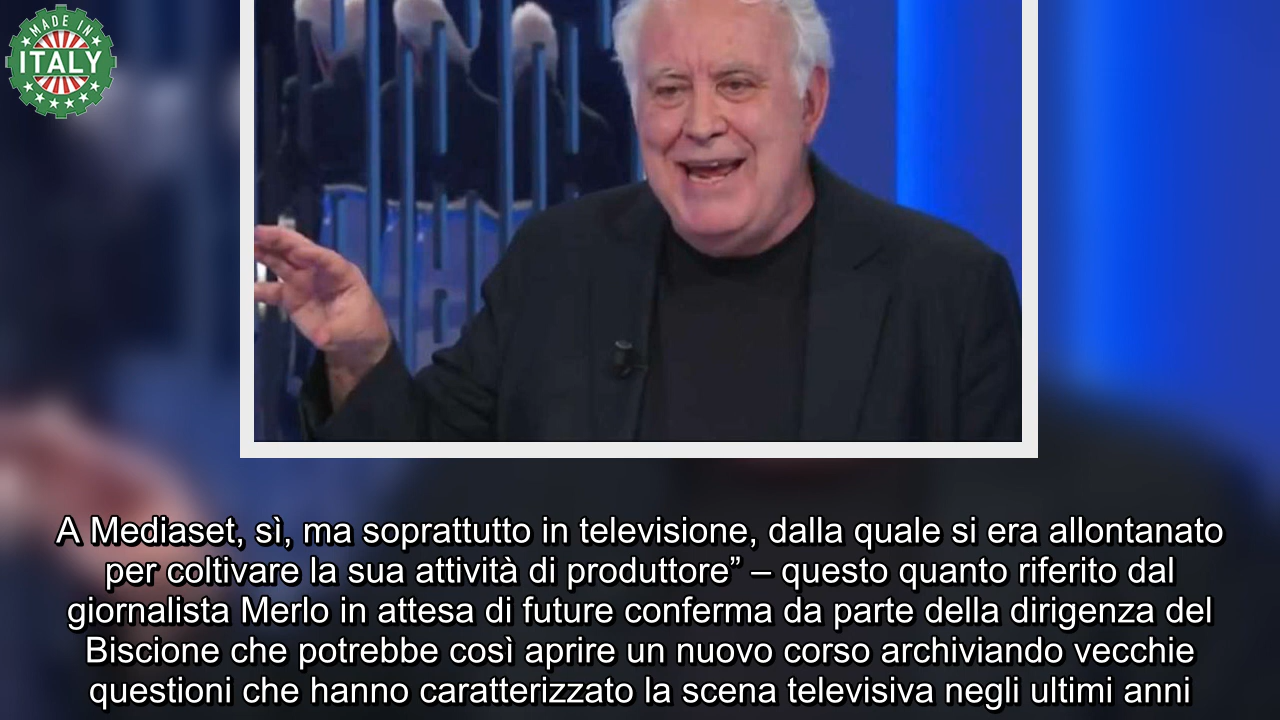 MADE IN
ITALY
A Mediaset, sì, ma soprattutto in televisione, dalla quale si era allontanato
per coltivare la sua attività di produttore” – questo quanto riferito dal
giornalista Merlo in attesa di future conferma da parte della dirigenza del
Biscione che potrebbe così aprire un nuovo corso archiviando vecchie
questioni che hanno caratterizzato la scena televisiva negli ultimi anni